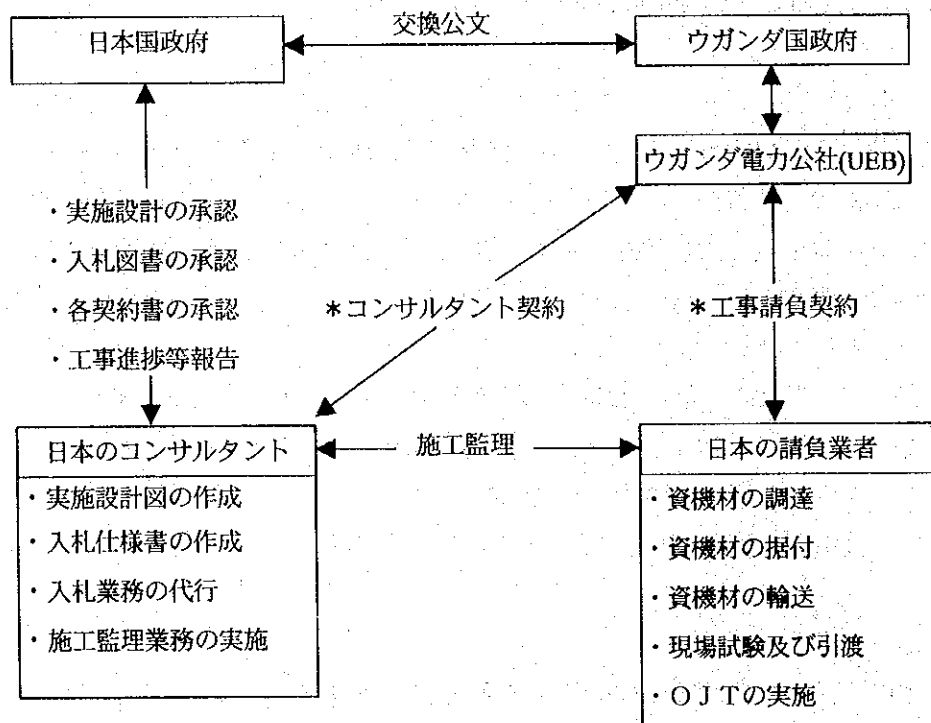 日本国政府
交換公文
ウガンダ国政府
ウガンダ電力公社(UEB)
・実施設計の承認
・入札図書の承認
・各契約書の承認
・工事進捗等報告
＊コンサルタント契約
＊工事請負契約
日本のコンサルタント
施工監理
日本の請負業者
・実施設計図の作成
・入札仕様書の作成
・入札業務の代行
・施工監理業務の実施
・資機材の調達
・資機材の据付
・資機材の輸送
・現場試験及び引渡
・ＯＪＴの実施